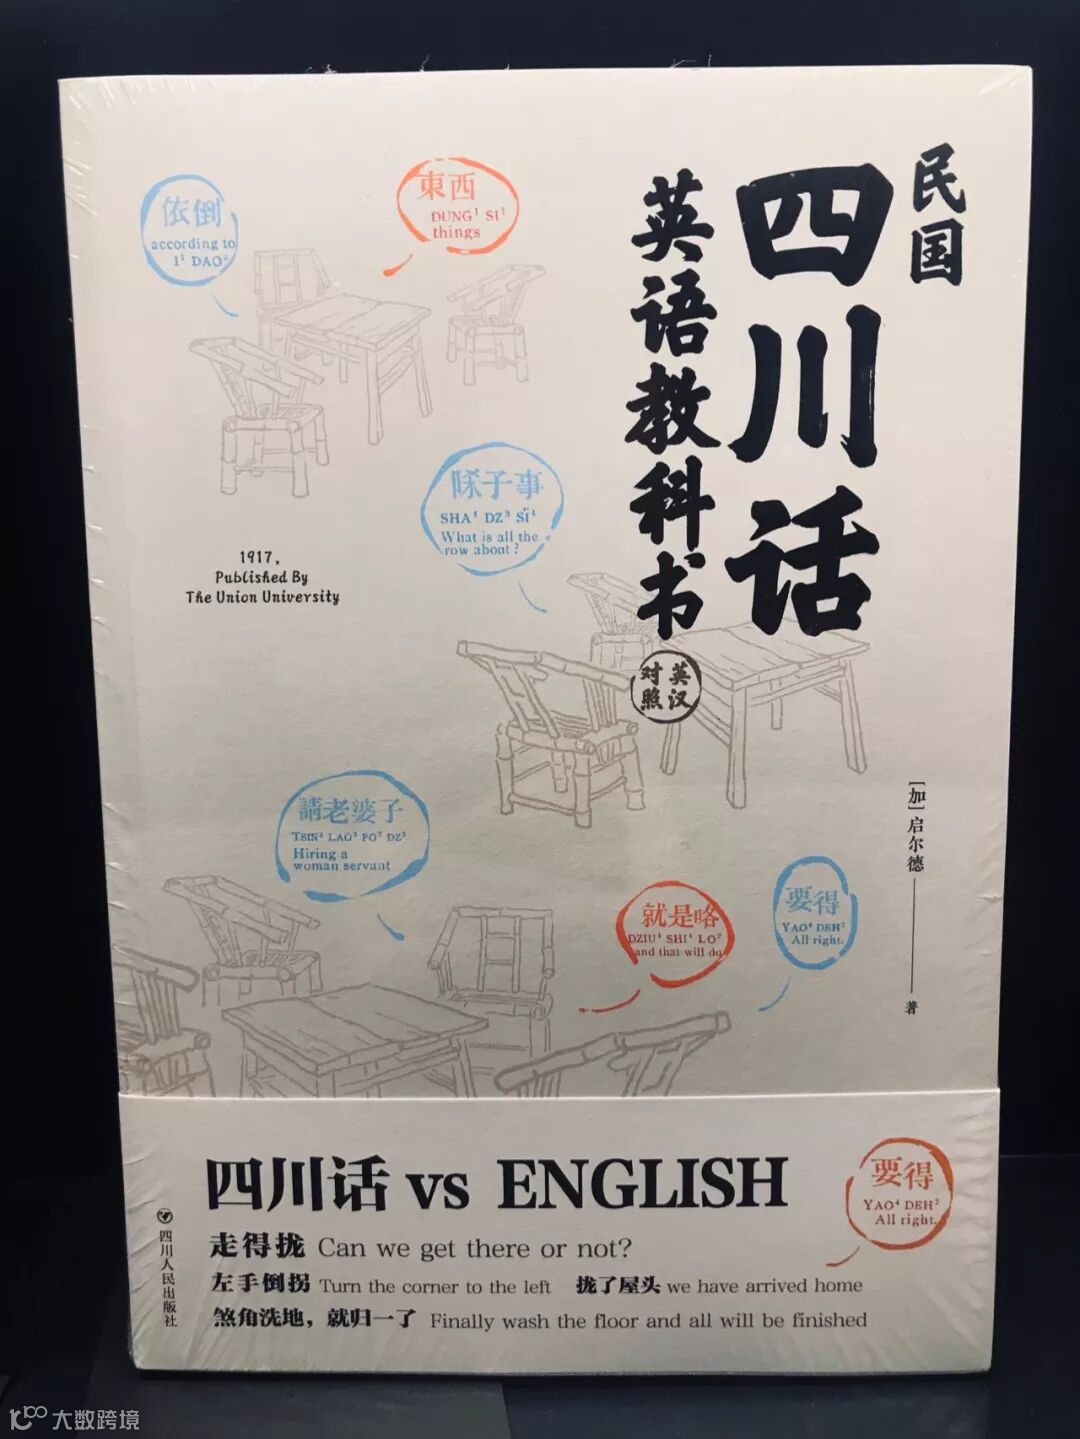 民国
四川话
英语教科书
英汉
对照
[加]启尔德
著
依倒
according to
I¹ DAO³
東西
DUNG¹ SI¹
things
SHA⁴ DZ³ SǏ⁴
What is all the
row about?
1917,
Published By
The Union University
請老婆子
TSIN³ LAO³ PO² DZ³
Hiring a
woman servant
就是咯
DZIU⁴ SHI⁴ LO²
and that will do
要得
YAO⁴ DEH²
All right.
四川话 vs ENGLISH
要得
YAO⁴ DEH²
All right.
走得拢 Can we get there or not?
左手倒拐 Turn the corner to the left 拢了屋头 we have arrived home
煞角洗地，就归一了 Finally wash the floor and all will be finished
四川人民出版社
大数跨境